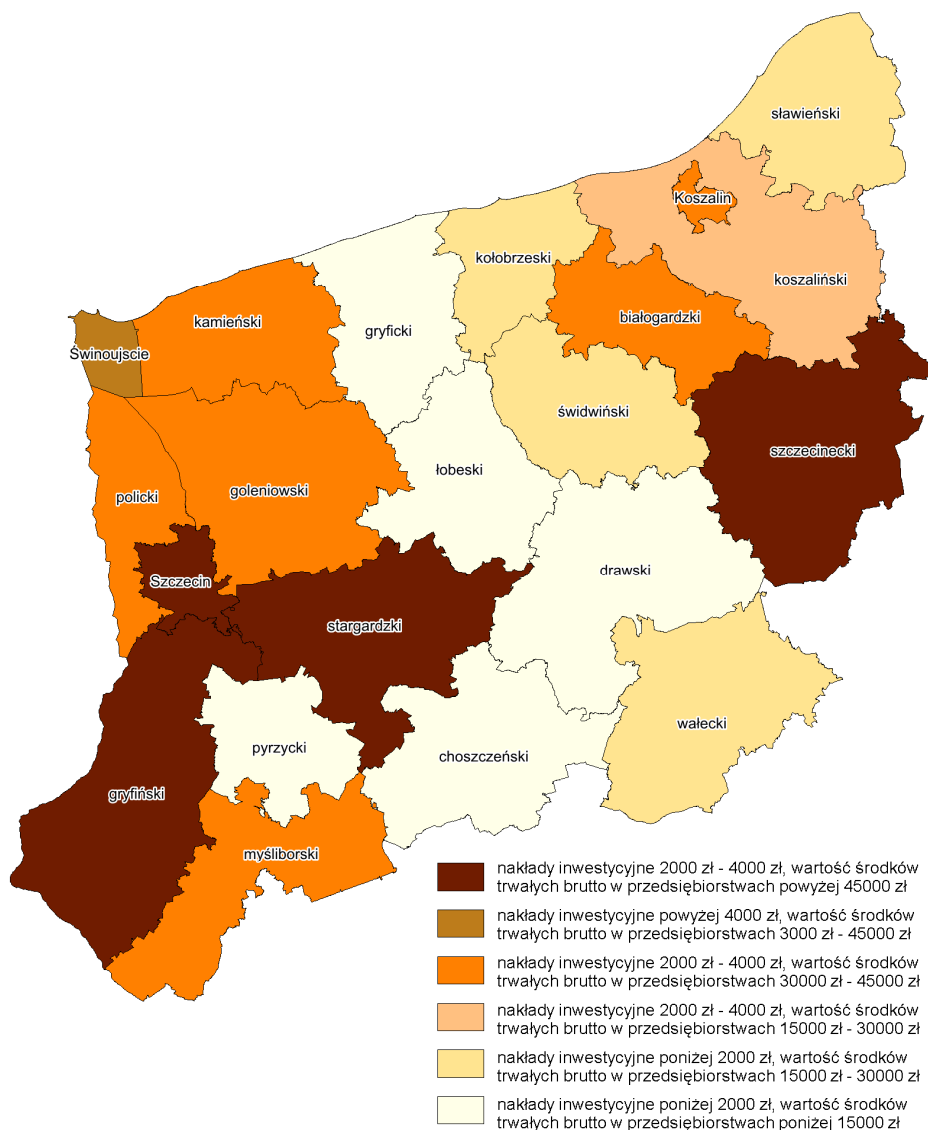 sławieński
Koszalin
kołobrzeski
koszaliński
kamieński
gryficki
białogardzki
Świnoujscie
świdwiński
łobeski
szczecinecki
policki
goleniowski
drawski
Szczecin
stargardzki
wałecki
pyrzycki
choszczeński
gryfiński
myśliborski
nakłady inwestycyjne 2000 zł - 4000 zł, wartość środków
trwałych brutto w przedsiębiorstwach powyżej 45000 zł
nakłady inwestycyjne powyżej 4000 zł, wartość środków
trwałych brutto w przedsiębiorstwach 3000 zł - 45000 zł
nakłady inwestycyjne 2000 zł - 4000 zł, wartość środków
trwałych brutto w przedsiębiorstwach 30000 zł - 45000 zł
nakłady inwestycyjne 2000 zł - 4000 zł, wartość środków
trwałych brutto w przedsiębiorstwach 15000 zł - 30000 zł
nakłady inwestycyjne poniżej 2000 zł, wartość środków
trwałych brutto w przedsiębiorstwach 15000 zł - 30000 zł
nakłady inwestycyjne poniżej 2000 zł, wartość środków
trwałych brutto w przedsiębiorstwach poniżej 15000 zł